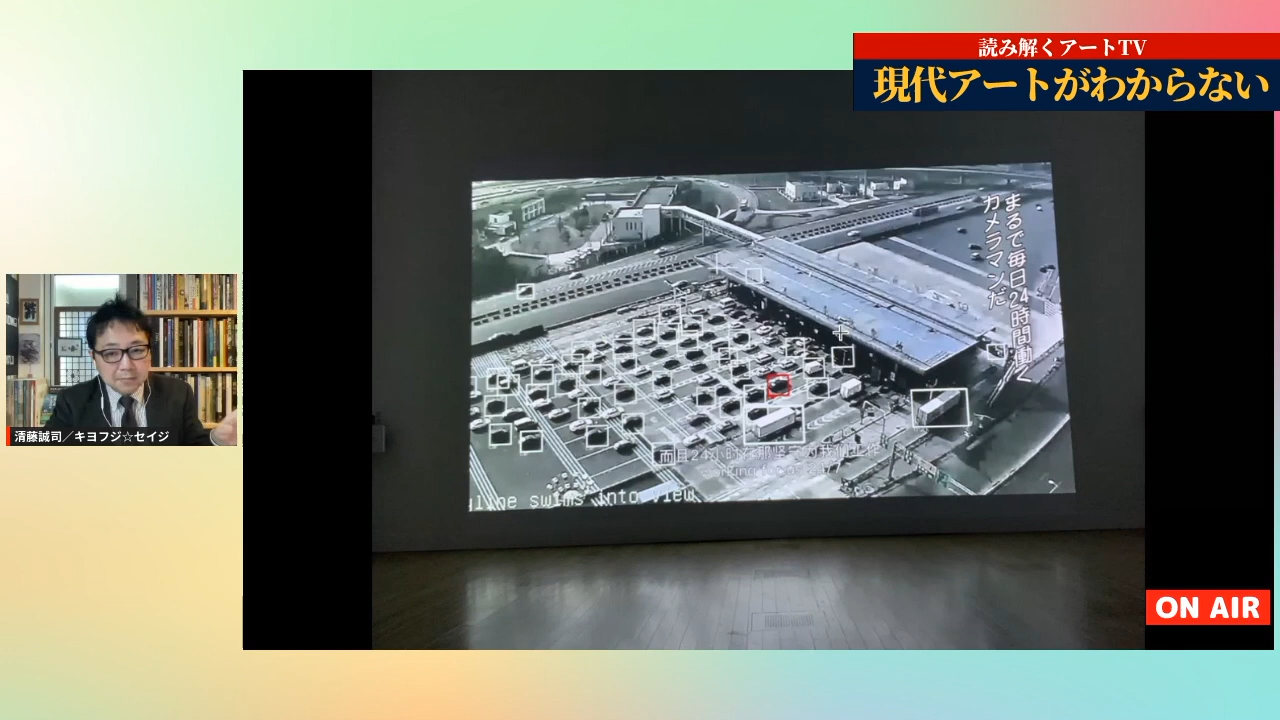 読み解くアートTV
現代アートがわからない
まるで毎日24時間働く
カメラマンだ
line swims into view
濱藤誠司／キヨフジ☆セイジ
ON AIR